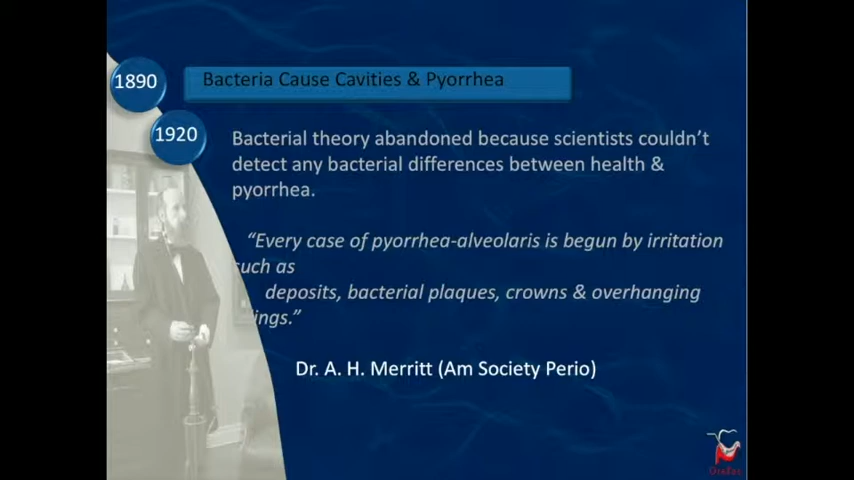 1890
Bacteria Cause Cavities & Pyorrhea
1920
Bacterial theory abandoned because scientists couldn't
detect any bacterial differences between health &
pyorrhea.
“Every case of pyorrhea-alveolaris is begun by irritation
such as
deposits, bacterial plaques, crowns & overhanging
ings.”
Dr. A. H. Merritt (Am Society Perio)